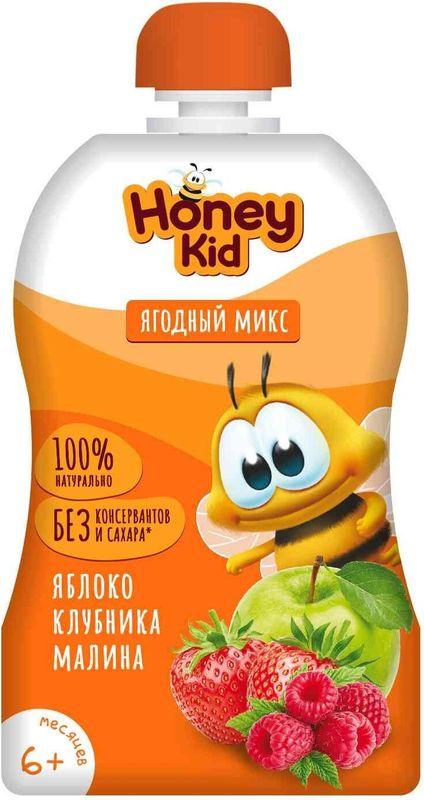 Honey
Kid
ЯГОДНЫЙ МИКС
100%
НАТУРАЛЬНО
БЕЗ КОНСЕРВАНТОВ
И САХАРА*
ЯБЛОКО
КЛУБНИКА
МАЛИНА
месяцев
6+